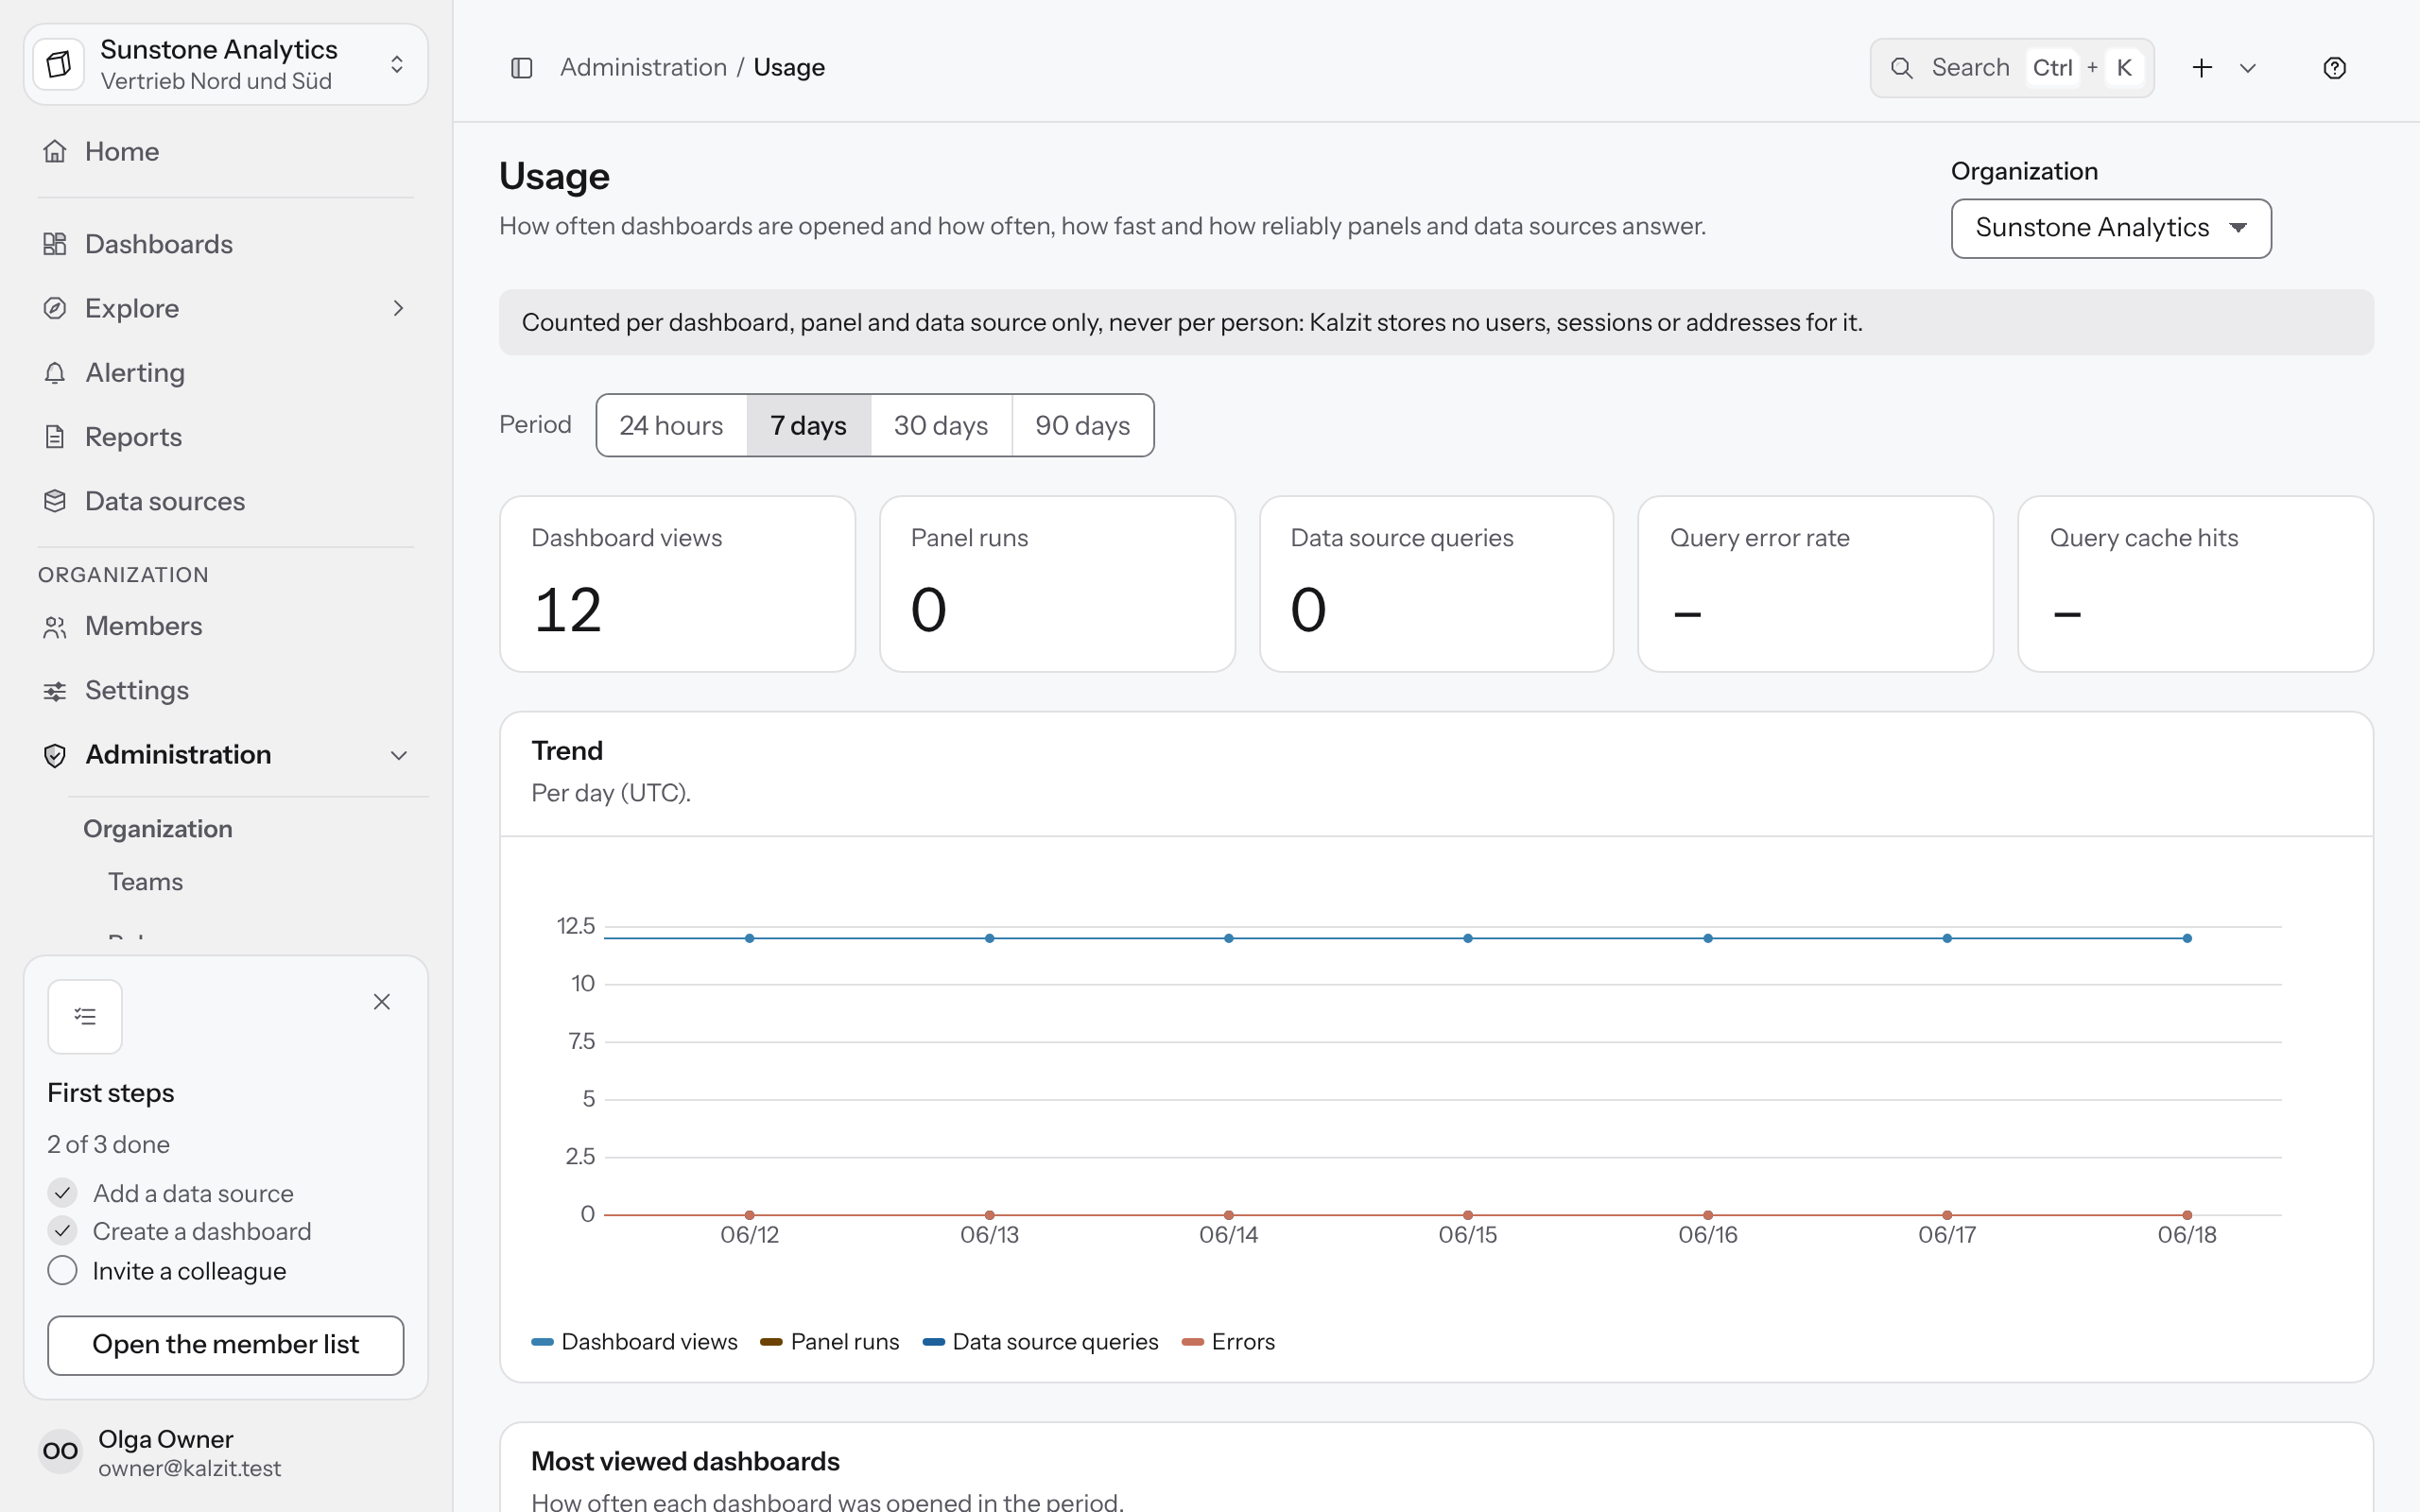 Sunstone Analytics
Vertrieb Nord und Süd
Home
Dashboards
Explore
Alerting
Reports
Data sources
ORGANIZATION
Members
Settings
Administration
Organization
Teams
First steps
2 of 3 done
Add a data source
Create a dashboard
Invite a colleague
Open the member list
OO
Olga Owner
owner@kalzit.test
Administration / Usage
Search Ctrl + K
Usage
How often dashboards are opened and how often, how fast and how reliably panels and data sources answer.
Organization
Sunstone Analytics
Counted per dashboard, panel and data source only, never per person: Kalzit stores no users, sessions or addresses for it.
Period 24 hours 7 days 30 days 90 days
Dashboard views
12
Panel runs
0
Data source queries
0
Query error rate
–
Query cache hits
–
Trend
Per day (UTC).
12.5
10
7.5
5
2.5
0
06/12 06/13 06/14 06/15 06/16 06/17 06/18
Dashboard views Panel runs Data source queries Errors
Most viewed dashboards
How often each dashboard was opened in the period.